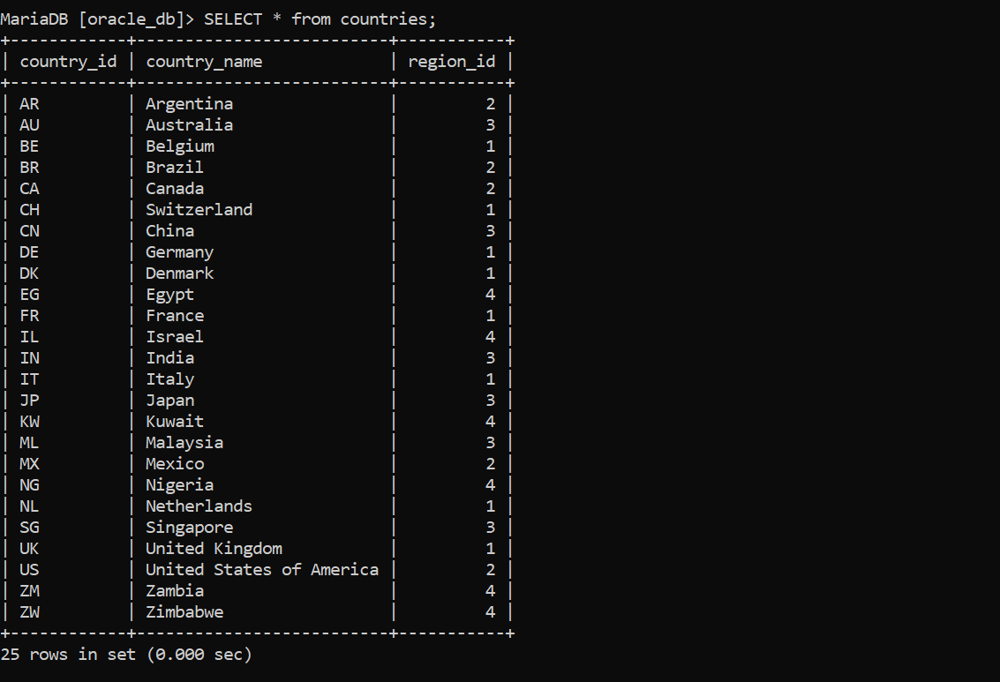 MariaDB [oracle_db]> SELECT * from countries;
+------------+--------------------------+-----------+
| country_id | country_name             | region_id |
+------------+--------------------------+-----------+
| AR         | Argentina                |         2 |
| AU         | Australia                |         3 |
| BE         | Belgium                  |         1 |
| BR         | Brazil                   |         2 |
| CA         | Canada                   |         2 |
| CH         | Switzerland              |         1 |
| CN         | China                    |         3 |
| DE         | Germany                  |         1 |
| DK         | Denmark                  |         1 |
| EG         | Egypt                    |         4 |
| FR         | France                   |         1 |
| IL         | Israel                   |         4 |
| IN         | India                    |         3 |
| IT         | Italy                    |         1 |
| JP         | Japan                    |         3 |
| KW         | Kuwait                   |         4 |
| ML         | Malaysia                 |         3 |
| MX         | Mexico                   |         2 |
| NG         | Nigeria                  |         4 |
| NL         | Netherlands              |         1 |
| SG         | Singapore                |         3 |
| UK         | United Kingdom           |         1 |
| US         | United States of America |         2 |
| ZM         | Zambia                   |         4 |
| ZW         | Zimbabwe                 |         4 |
+------------+--------------------------+-----------+
25 rows in set (0.000 sec)